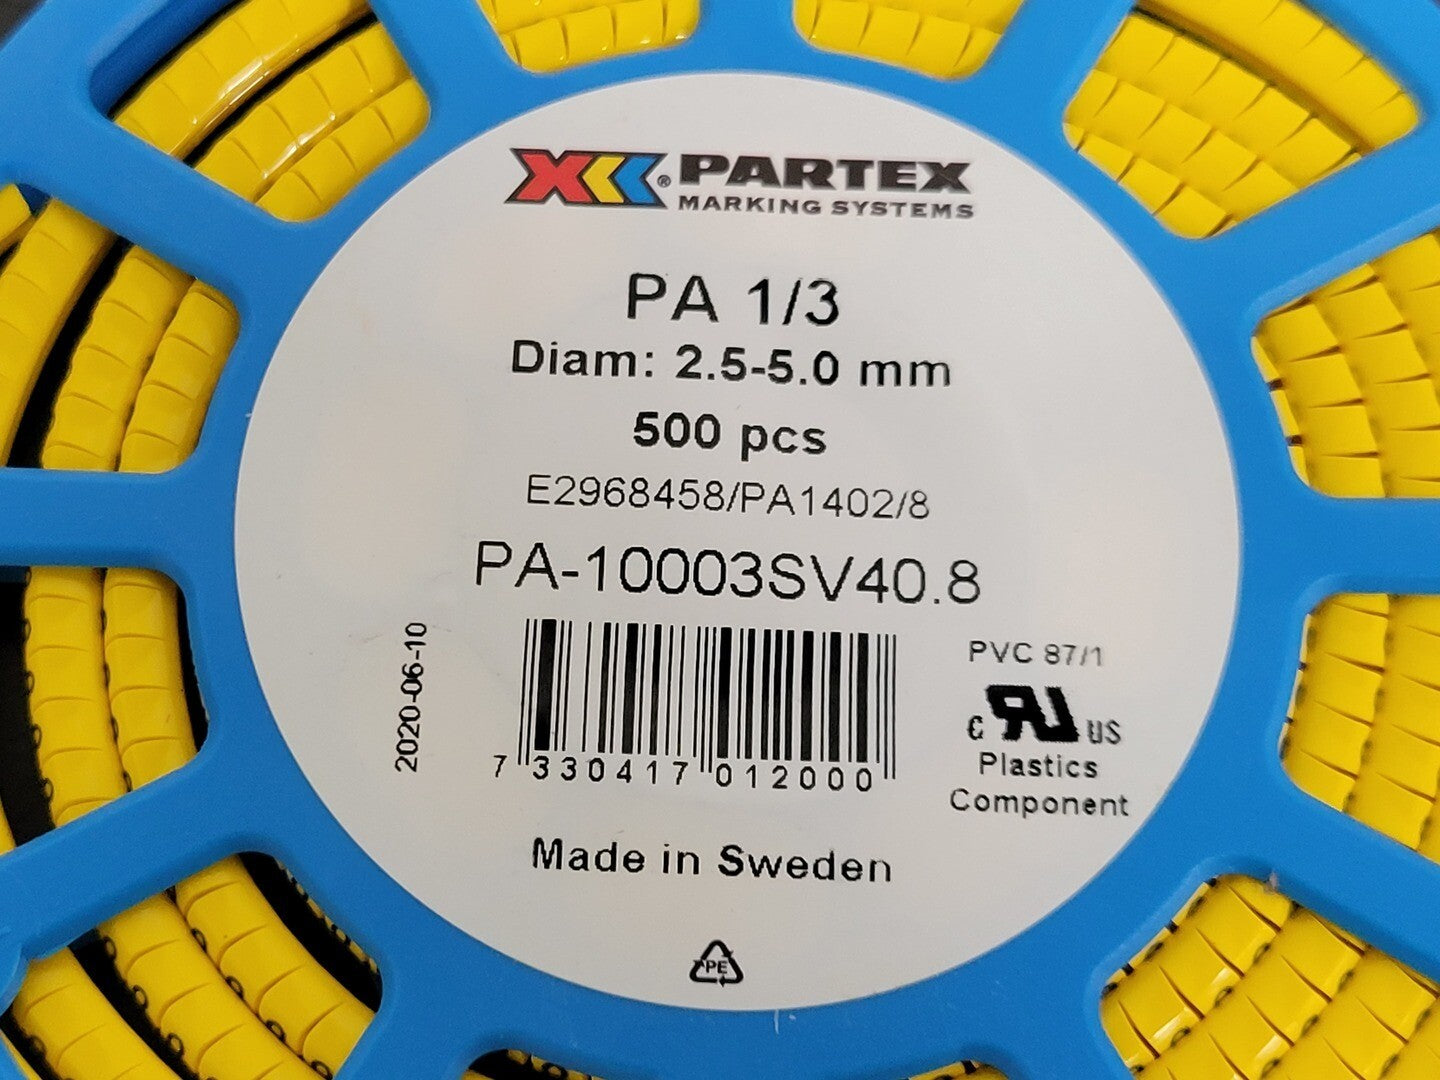 PARTEX
MARKING SYSTEMS
PA 1/3
Diam: 2.5-5.0 mm
500 pcs
E2968458/PA1402/8
PA-10003SV40.8
2020-06-10
7 330417 012000
PVC 87/1
c RU US
Plastics
Component
Made in Sweden
PE